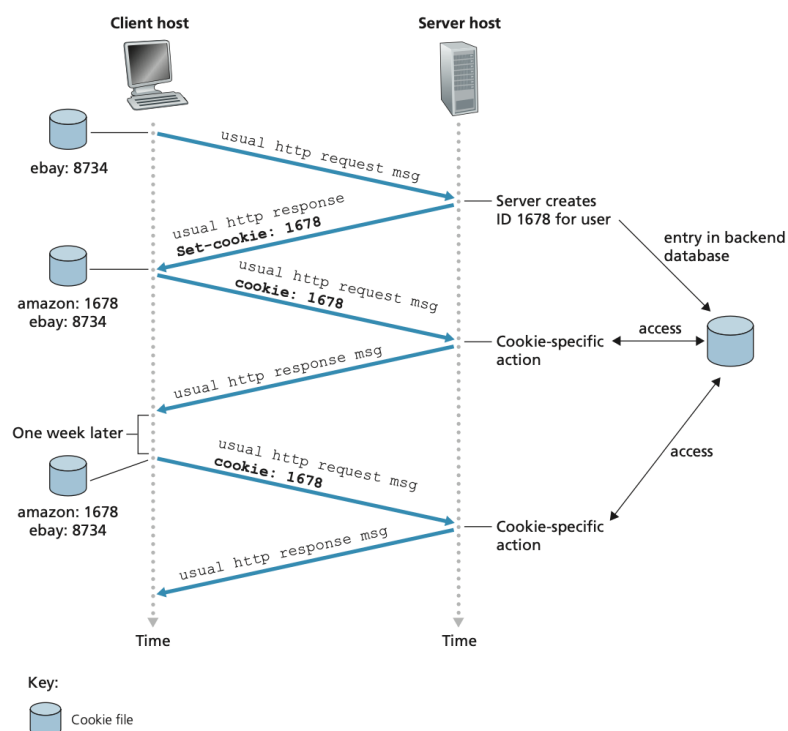 Client host
Server host
ebay: 8734
usual http request msg
Server creates
ID 1678 for user
entry in backend
database
usual http response
Set-cookie: 1678
amazon: 1678
ebay: 8734
usual http request msg
cookie: 1678
Cookie-specific
action
access
usual http response msg
One week later
amazon: 1678
ebay: 8734
usual http request msg
cookie: 1678
access
Cookie-specific
action
usual http response msg
Time
Time
Key:
Cookie file